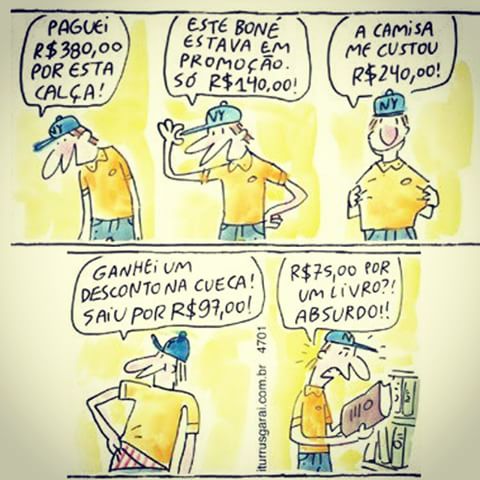 PAGUEI
R$380,00
POR ESTA
CALÇA!
NY
ESTE BONÉ
ESTAVA EM
PROMOÇÃO.
SÓ R$140,00!
NY
A CAMISA
ME CUSTOU
R$240,00!
NY
GANHEI UM
DESCONTO NA CUECA!
SAIU POR R$97,00!
iturrusgarai.com.br 4701
R$75,00 POR
UM LIVRO?!
ABSURDO!!
N